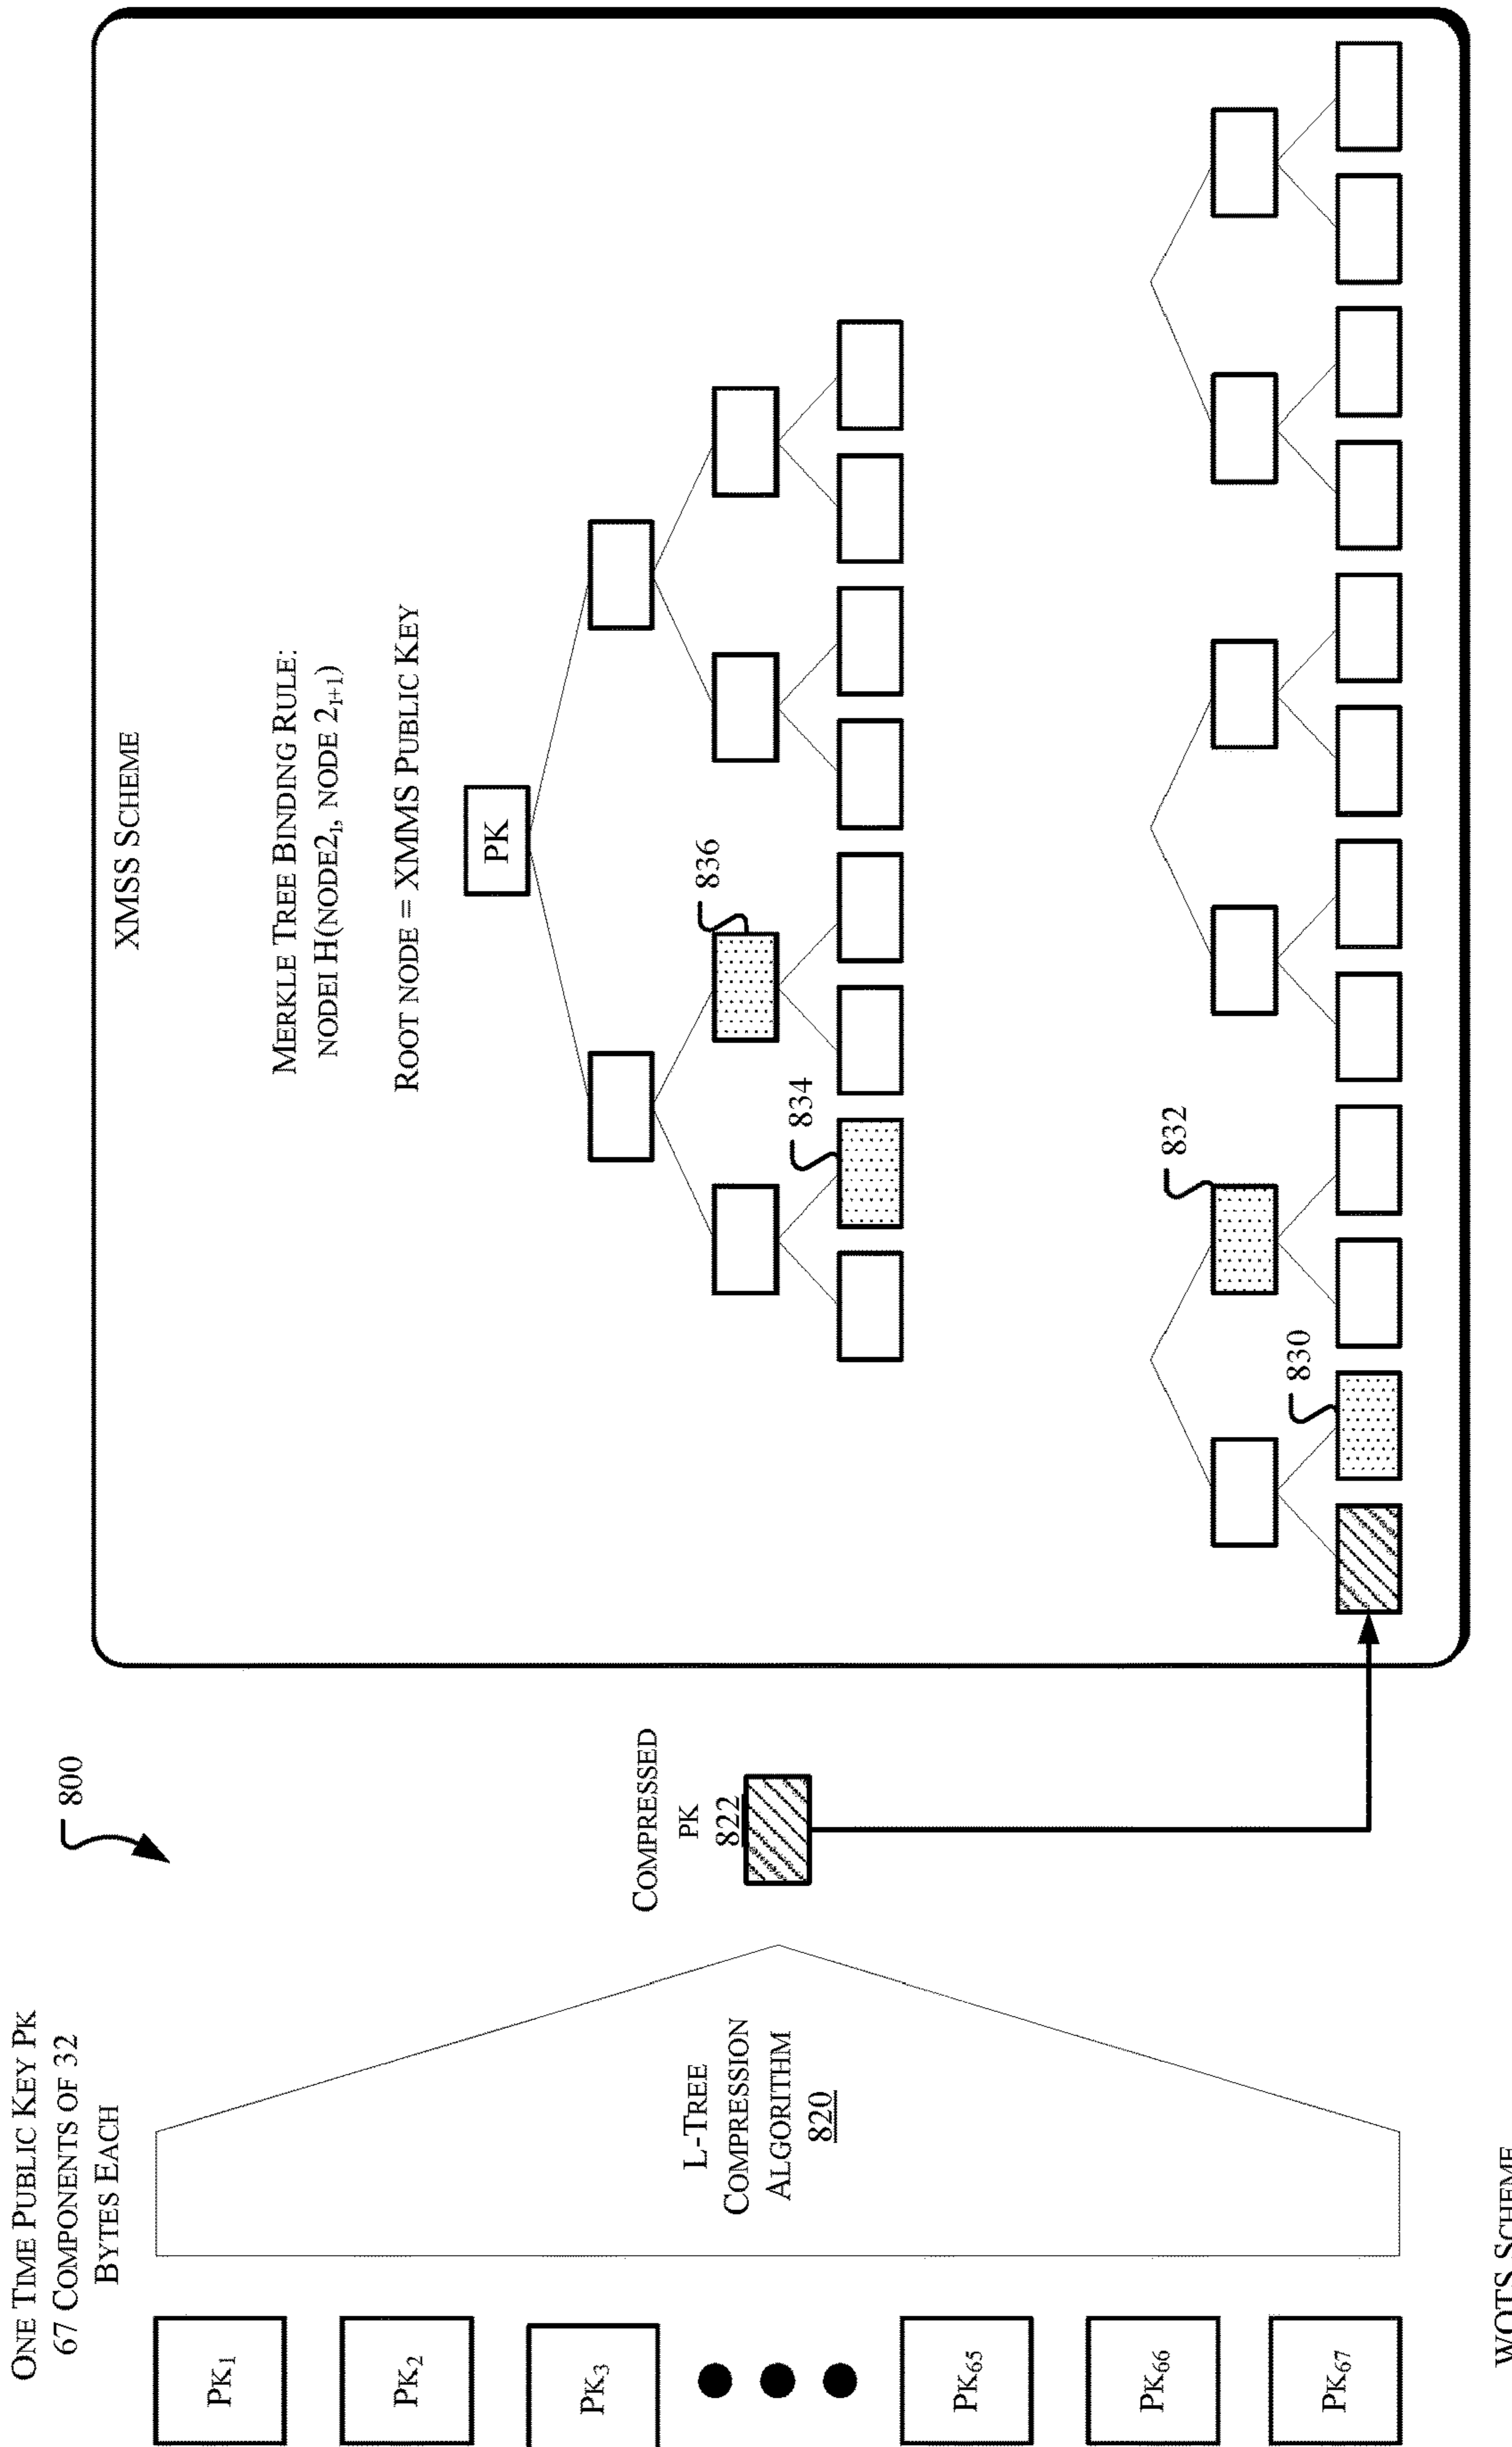 800
ONE TIME PUBLIC KEY PK
67 COMPONENTS OF 32
BYTES EACH
PK1
PK2
PK3
PK65
PK66
PK67
L-TREE
COMPRESSION
ALGORITHM
820
COMPRESSED
PK
822
WOTS SCHEME
XMSS SCHEME
MERKLE TREE BINDING RULE:
NODEI H(NODE2I, NODE 2I+1)
ROOT NODE = XMMS PUBLIC KEY
PK
836
834
832
830